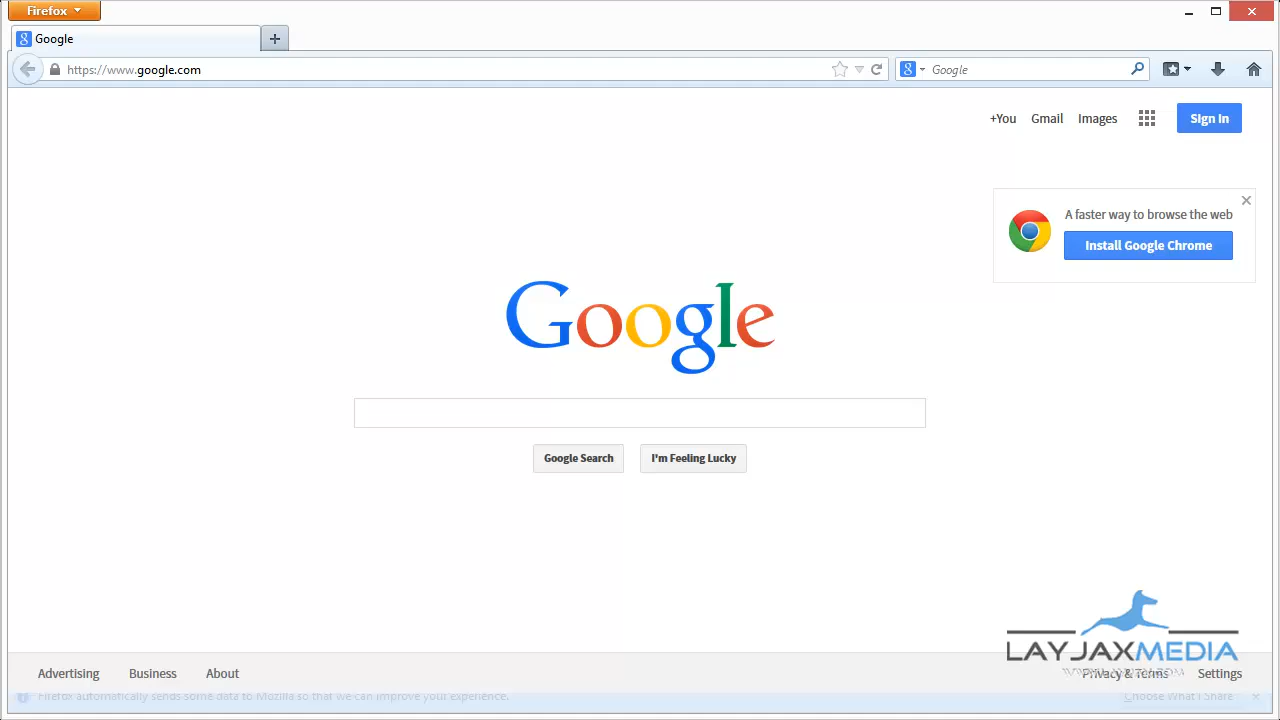 Firefox
Google
https://www.google.com
Google
+You Gmail Images Sign In
A faster way to browse the web
Install Google Chrome
Google
Google Search I'm Feeling Lucky
LAYJAXMEDIA
Advertising Business About Privacy & Terms Settings
Firefox automatically sends some data to Mozilla so that we can improve your experience. Choose What I Share